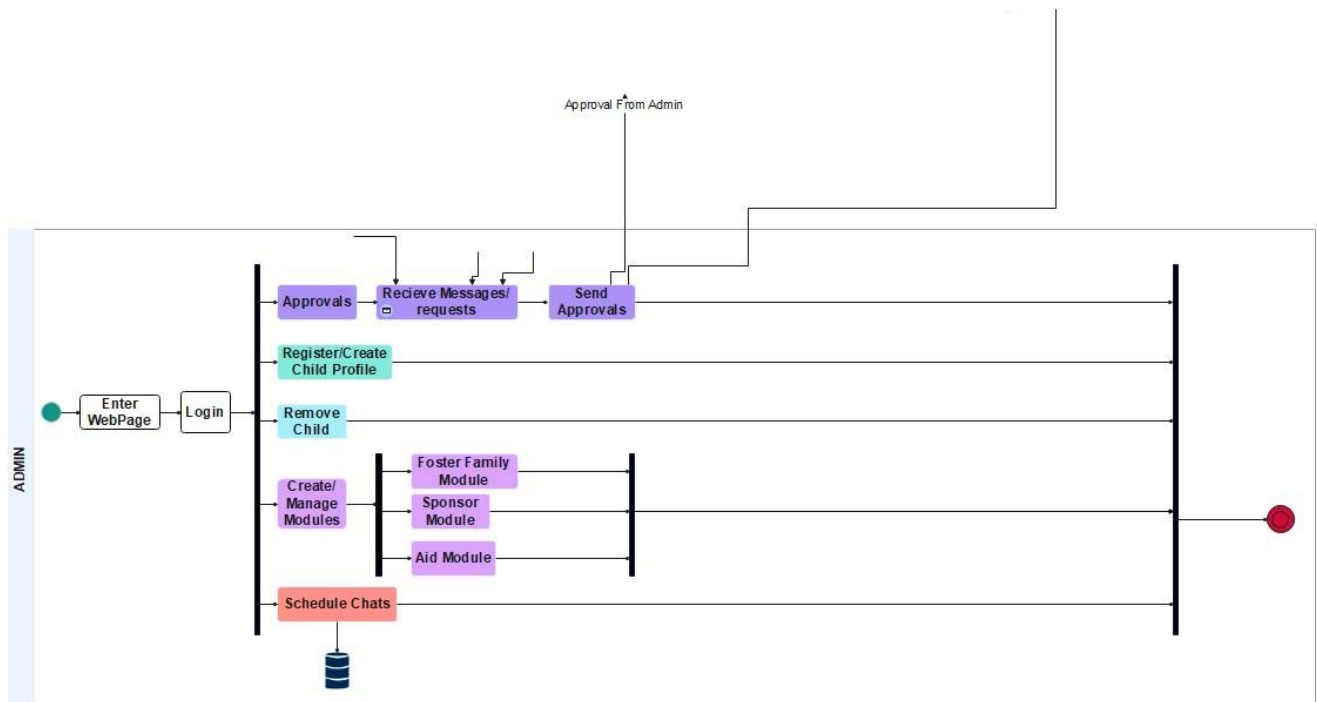 Approval From Admin
Approvals
Recieve Messages/
requests
Send
Approvals
Register/Create
Child Profile
Enter
WebPage
Login
Remove
Child
ADMIN
Create/
Manage
Modules
Foster Family
Module
Sponsor
Module
Aid Module
Schedule Chats